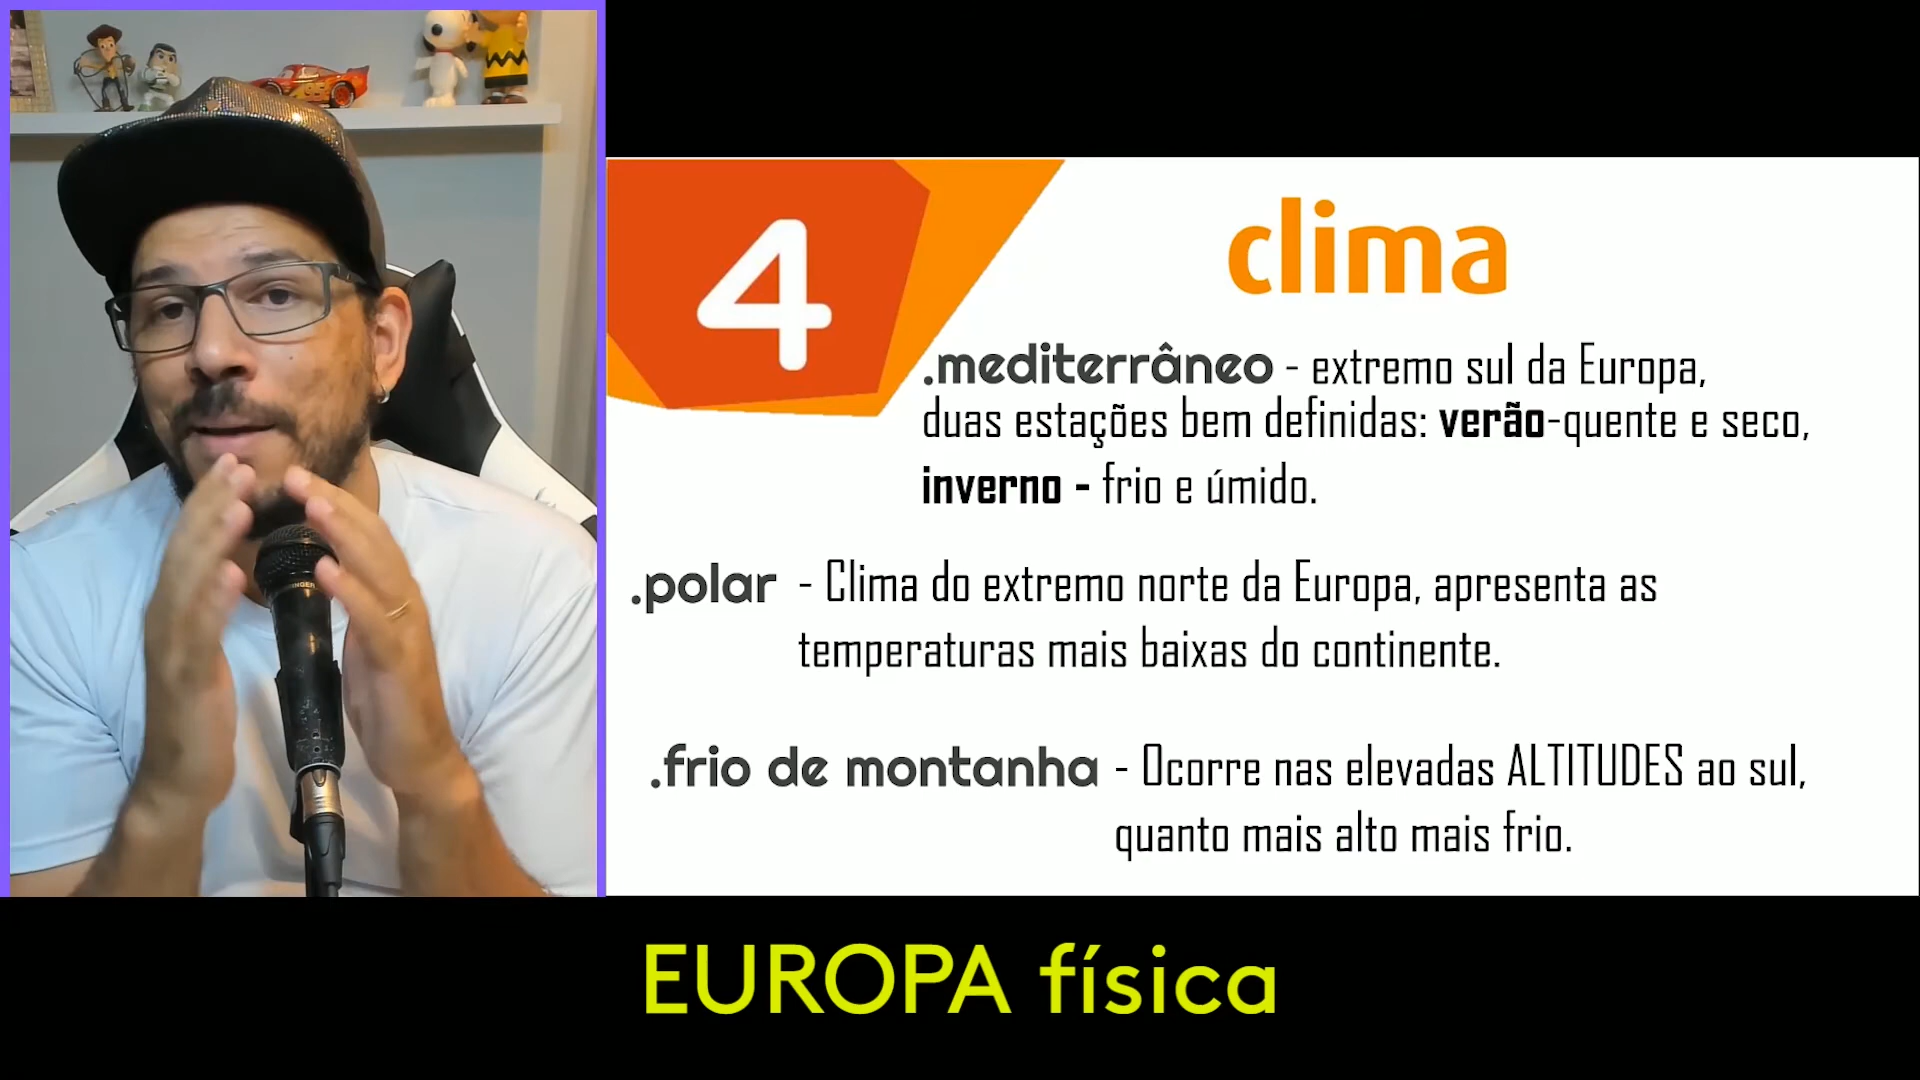 4
clima
.mediterrâneo - extremo sul da Europa,
duas estações bem definidas: verão-quente e seco,
inverno - frio e úmido.
.polar - Clima do extremo norte da Europa, apresenta as
temperaturas mais baixas do continente.
.frio de montanha - Ocorre nas elevadas ALTITUDES ao sul,
quanto mais alto mais frio.
EUROPA física